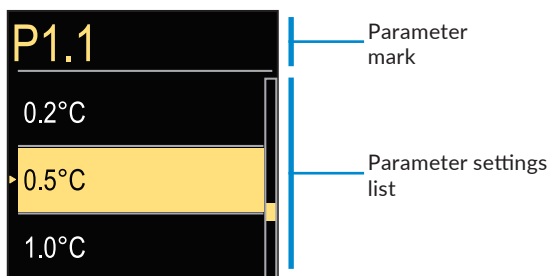 P1.1
Parameter
mark
0.2°C
0.5°C
1.0°C
Parameter settings
list